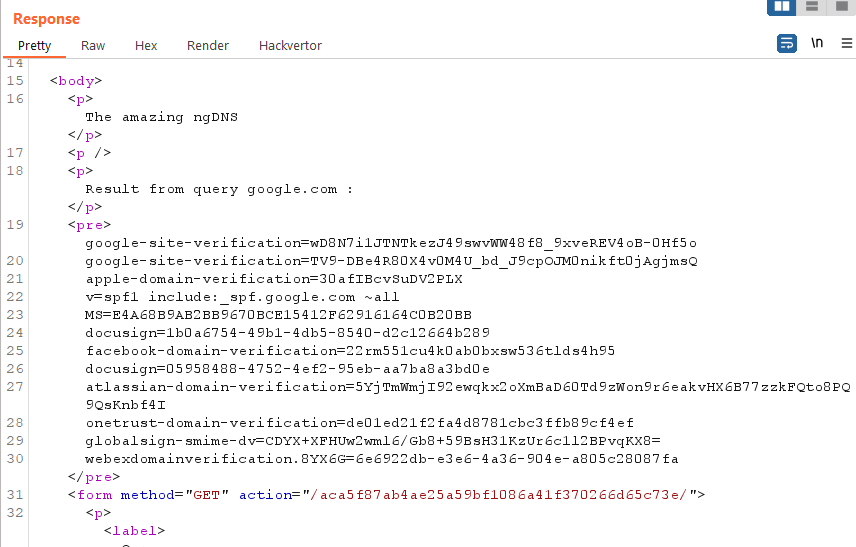 Response
Pretty Raw Hex Render Hackvertor \n
14
15 <body>
16 <p>
The amazing ngDNS
</p>
17 <p />
18 <p>
Result from query google.com :
</p>
19 <pre>
google-site-verification=wD8N7i1JTNTkezJ49swvWW48f8_9xveREV4oB-0Hf5o
20 google-site-verification=TV9-DBe4R80X4v0M4U_bd_J9cpOJM0nikft0jAgjmsQ
21 apple-domain-verification=30afIBcvSuDV2PLX
22 v=spf1 include:_spf.google.com ~all
23 MS=E4A68B9AB2BB9670BCE15412F62916164C0B20BB
24 docusign=1b0a6754-49b1-4db5-8540-d2c12664b289
25 facebook-domain-verification=22rm551cu4k0ab0bxsw536tlds4h95
26 docusign=05958488-4752-4ef2-95eb-aa7ba8a3bd0e
27 atlassian-domain-verification=5YjTmWmjI92ewqkx2oXmBaD60Td9zWon9r6eakvHX6B77zzkFQto8PQ
9QsKnbf4I
28 onetrust-domain-verification=de01ed21f2fa4d8781cbc3ffb89cf4ef
29 globalsign-smime-dv=CDYX+XFHUw2wml6/Gb8+59BsH31KzUr6c1l2BPvqKX8=
30 webexdomainverification.8YX6G=6e6922db-e3e6-4a36-904e-a805c28087fa
</pre>
31 <form method="GET" action="/aca5f87ab4ae25a59bf1086a41f370266d65c73e/">
32 <p>
<label>